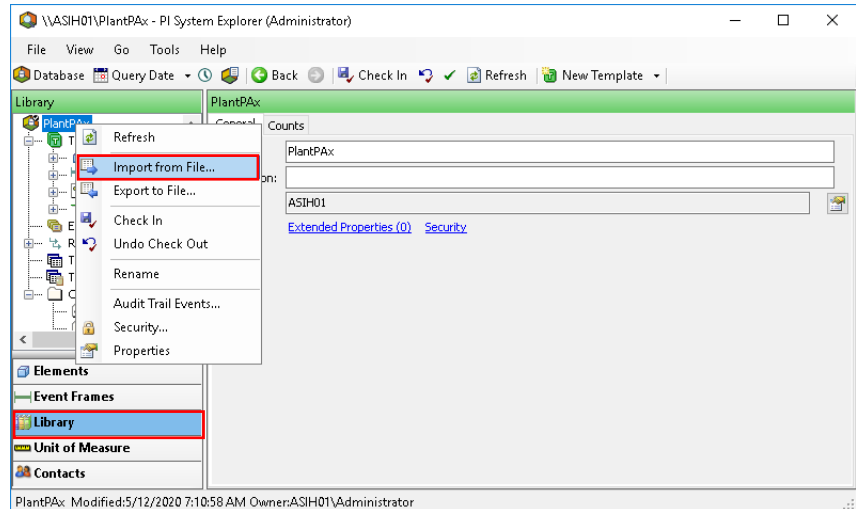 \\ASIH01\PlantPAx - PI System Explorer (Administrator)
File View Go Tools Help
Database Query Date Back Check In Refresh New Template
Library
PlantPAx
PlantPAx
General Counts
Refresh
Import from File...
Export to File...
Check In
Undo Check Out
Rename
Audit Trail Events...
Security...
Properties
PlantPAx
on:
ASIH01
Extended Properties (0) Security
Elements
Event Frames
Library
Unit of Measure
Contacts
PlantPAx Modified:5/12/2020 7:10:58 AM Owner:ASIH01\Administrator